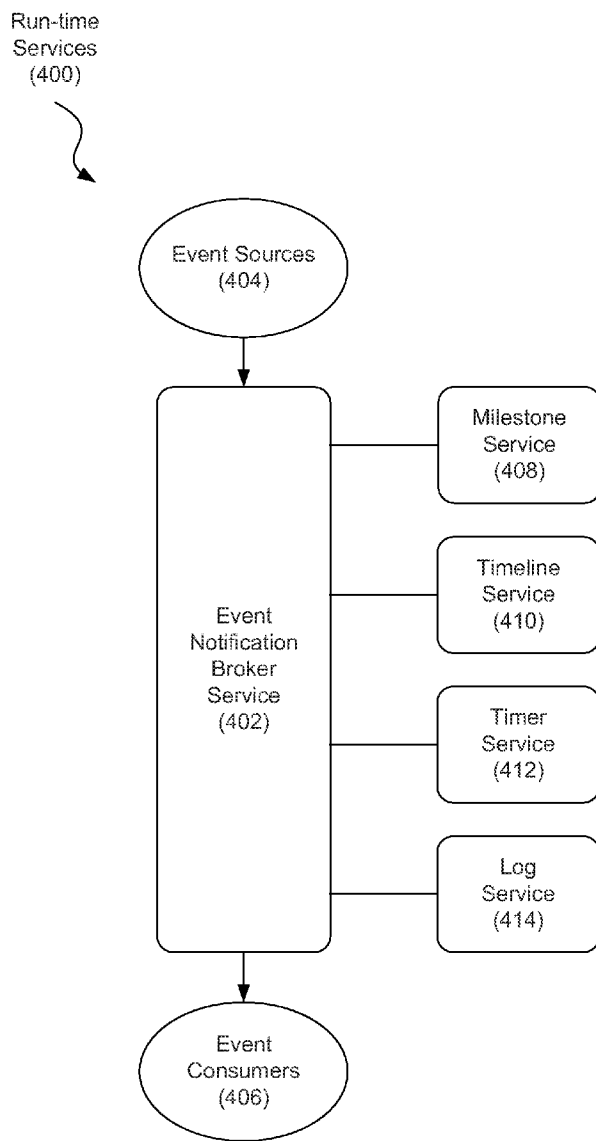 Run-time
Services
(400)
Event Sources
(404)
Milestone
Service
(408)
Timeline
Service
(410)
Event
Notification
Broker
Service
(402)
Timer
Service
(412)
Log
Service
(414)
Event
Consumers
(406)